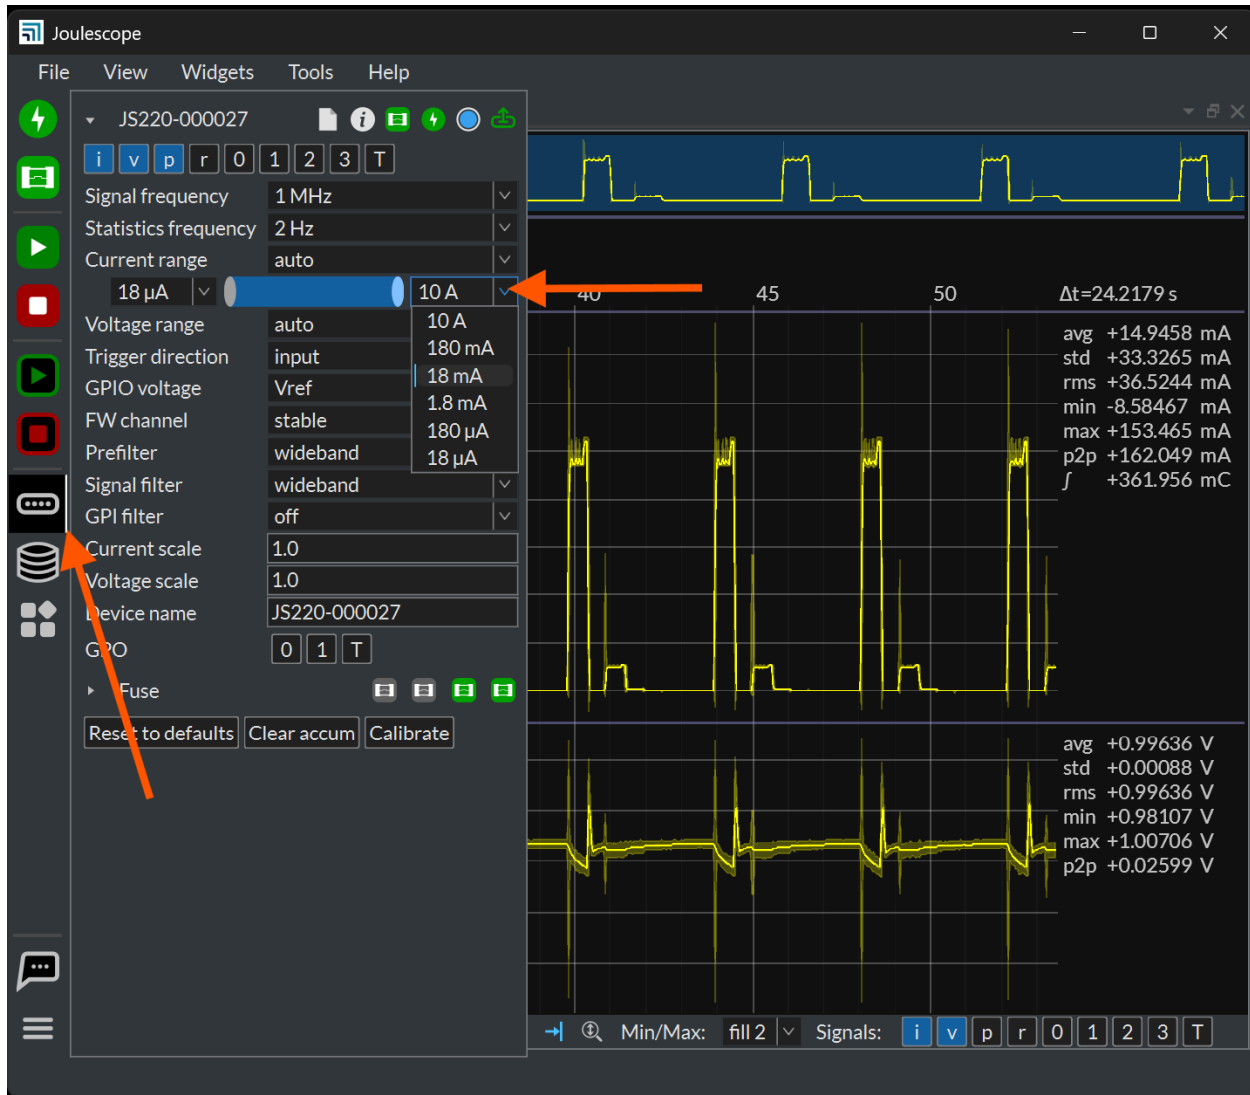 Joulescope
File View Widgets Tools Help
JS220-000027
i v p r 0 1 2 3 T
Signal frequency 1 MHz
Statistics frequency 2 Hz
Current range auto
18 µA 10 A
10 A
180 mA
18 mA
1.8 mA
180 µA
18 µA
Voltage range auto
Trigger direction input
GPIO voltage Vref
FW channel stable
Prefilter wideband
Signal filter wideband
GPI filter off
Current scale 1.0
Voltage scale 1.0
Device name JS220-000027
GPO 0 1 T
Fuse
Reset to defaults Clear accum Calibrate
40 45 50 Δt=24.2179 s
avg +14.9458 mA
std +33.3265 mA
rms +36.5244 mA
min -8.58467 mA
max +153.465 mA
p2p +162.049 mA
∫ +361.956 mC
avg +0.99636 V
std +0.00088 V
rms +0.99636 V
min +0.98107 V
max +1.00706 V
p2p +0.02599 V
Min/Max: fill 2 Signals: i v p r 0 1 2 3 T